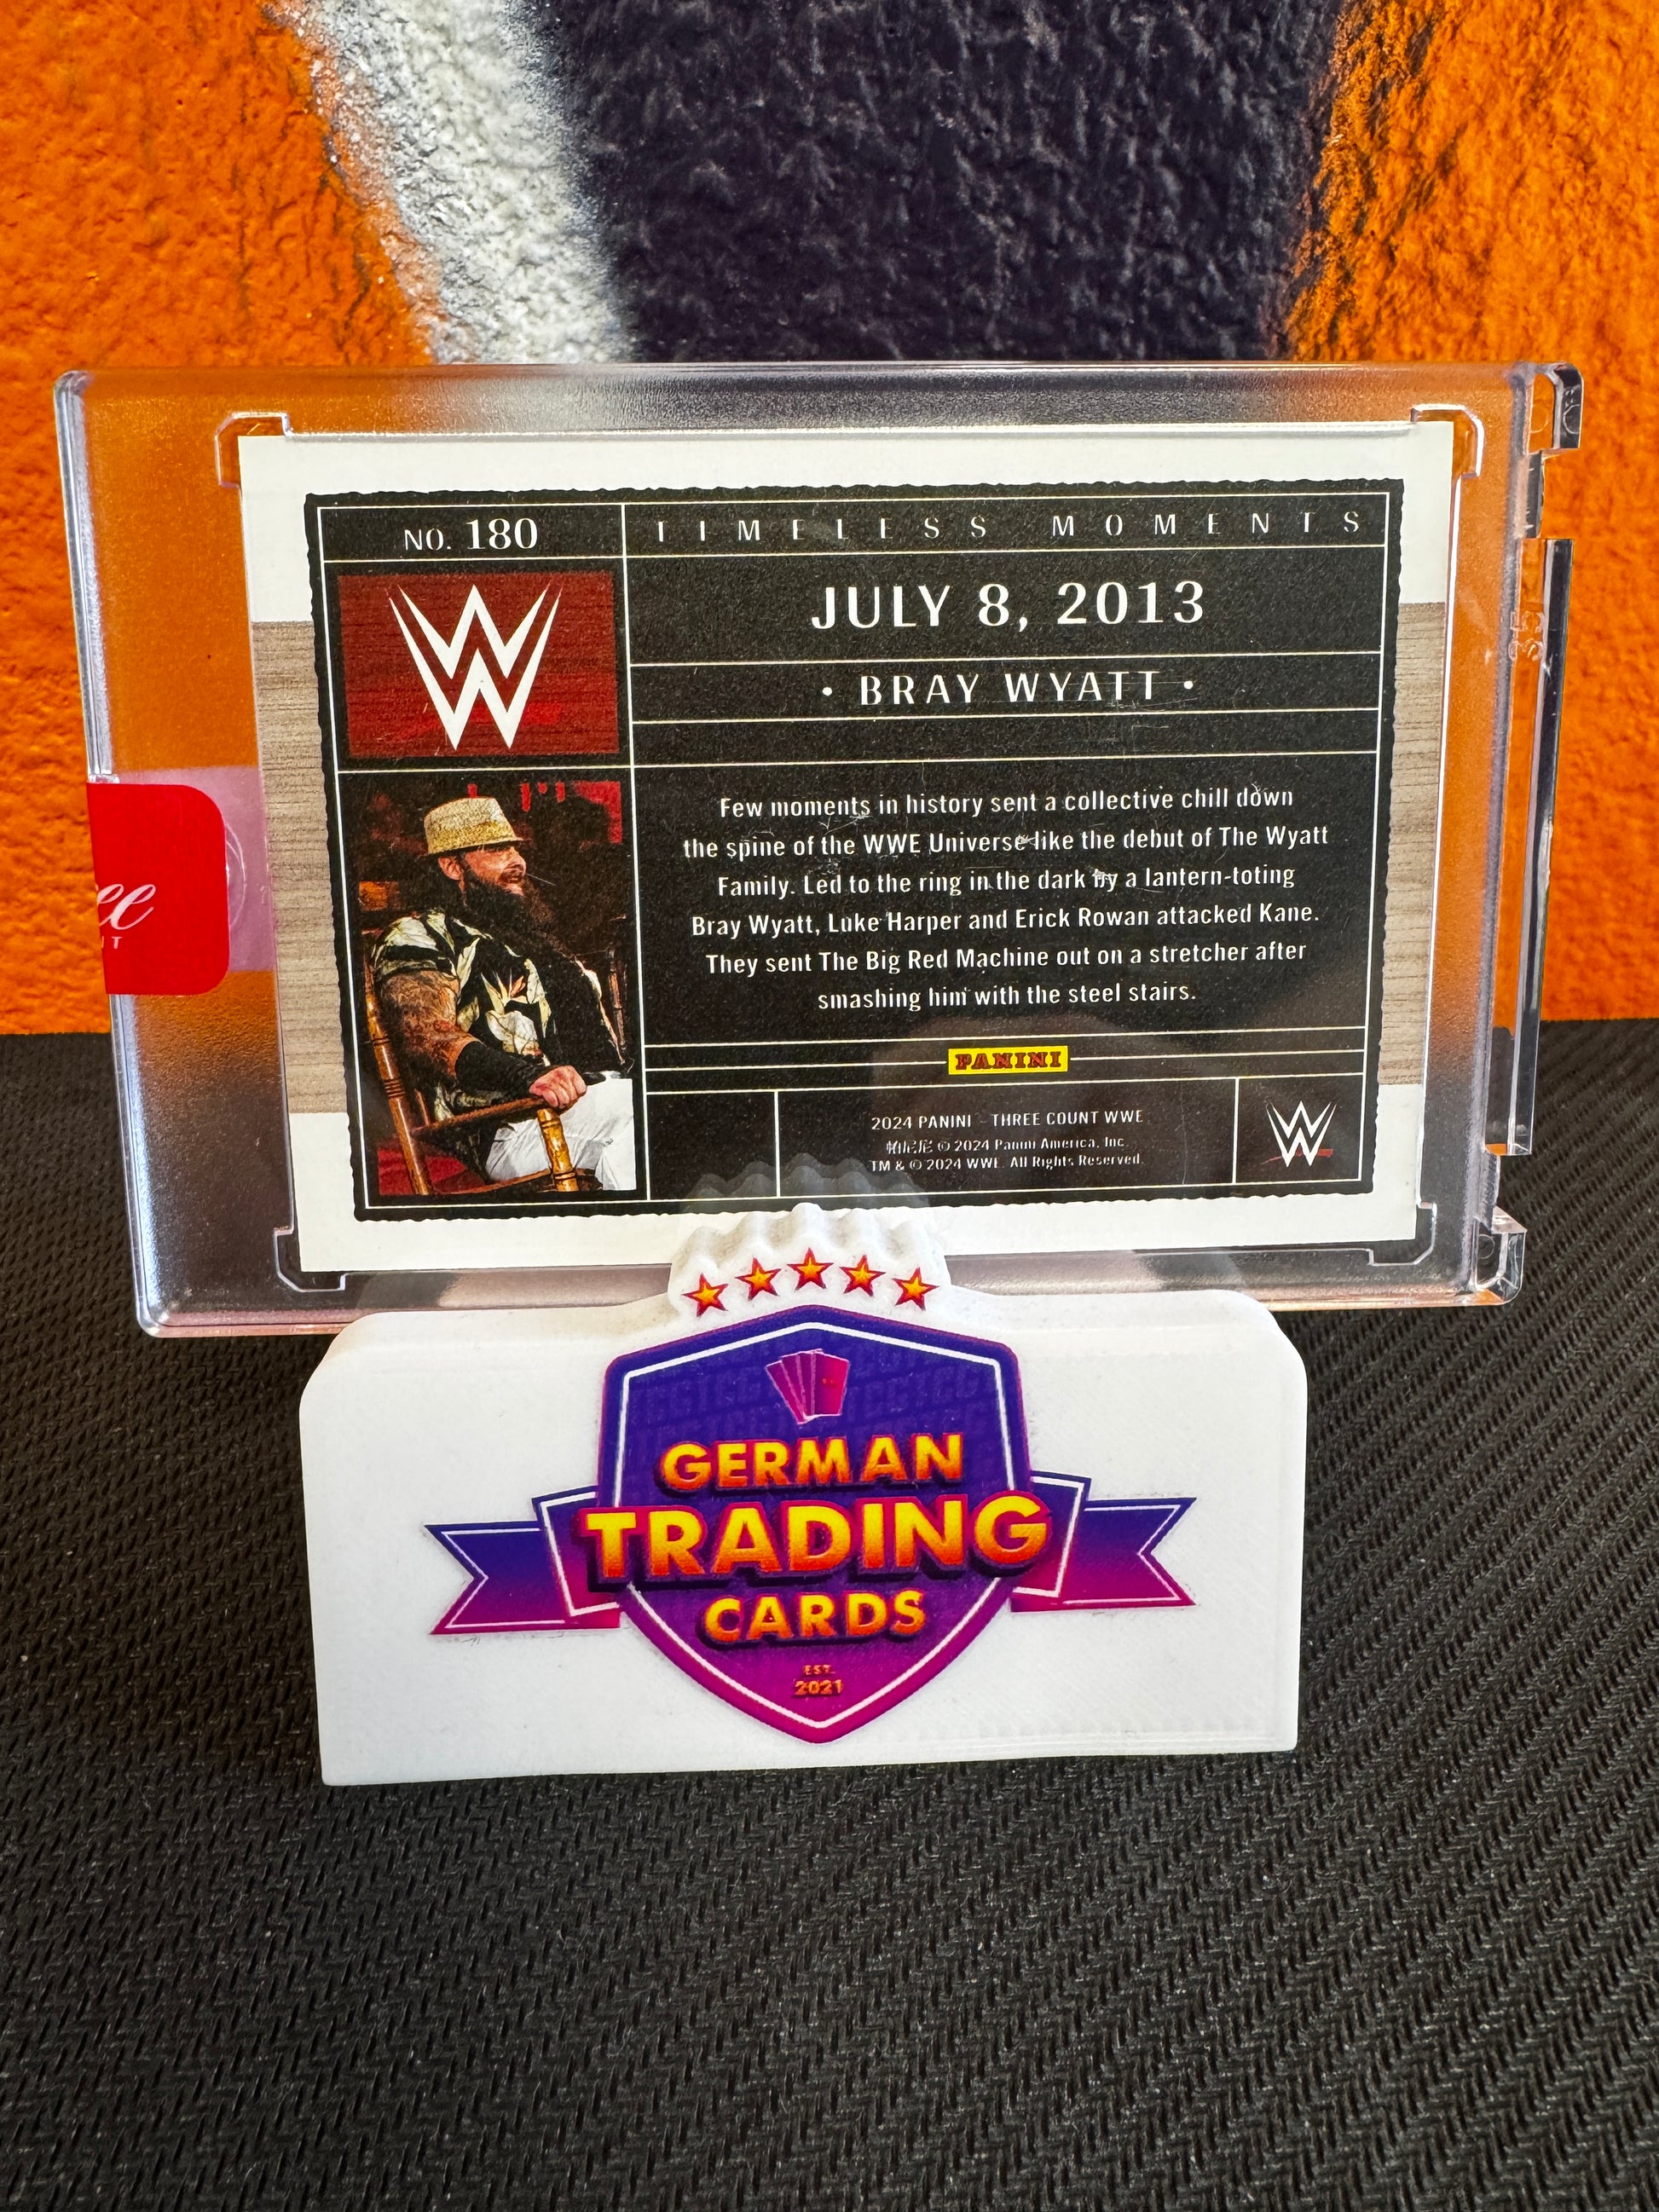 NO. 180
TIMELESS MOMENTS
JULY 8, 2013
• BRAY WYATT •
Few moments in history sent a collective chill down
the spine of the WWE Universe like the debut of The Wyatt
Family. Led to the ring in the dark by a lantern-toting
Bray Wyatt, Luke Harper and Erick Rowan attacked Kane.
They sent The Big Red Machine out on a stretcher after
smashing him with the steel stairs.
PANINI
2024 PANINI - THREE COUNT WWE
帕尼尼 © 2024 Panini America, Inc.
TM & © 2024 WWE. All Rights Reserved.
GERMAN
TRADING
CARDS
EST.
2021